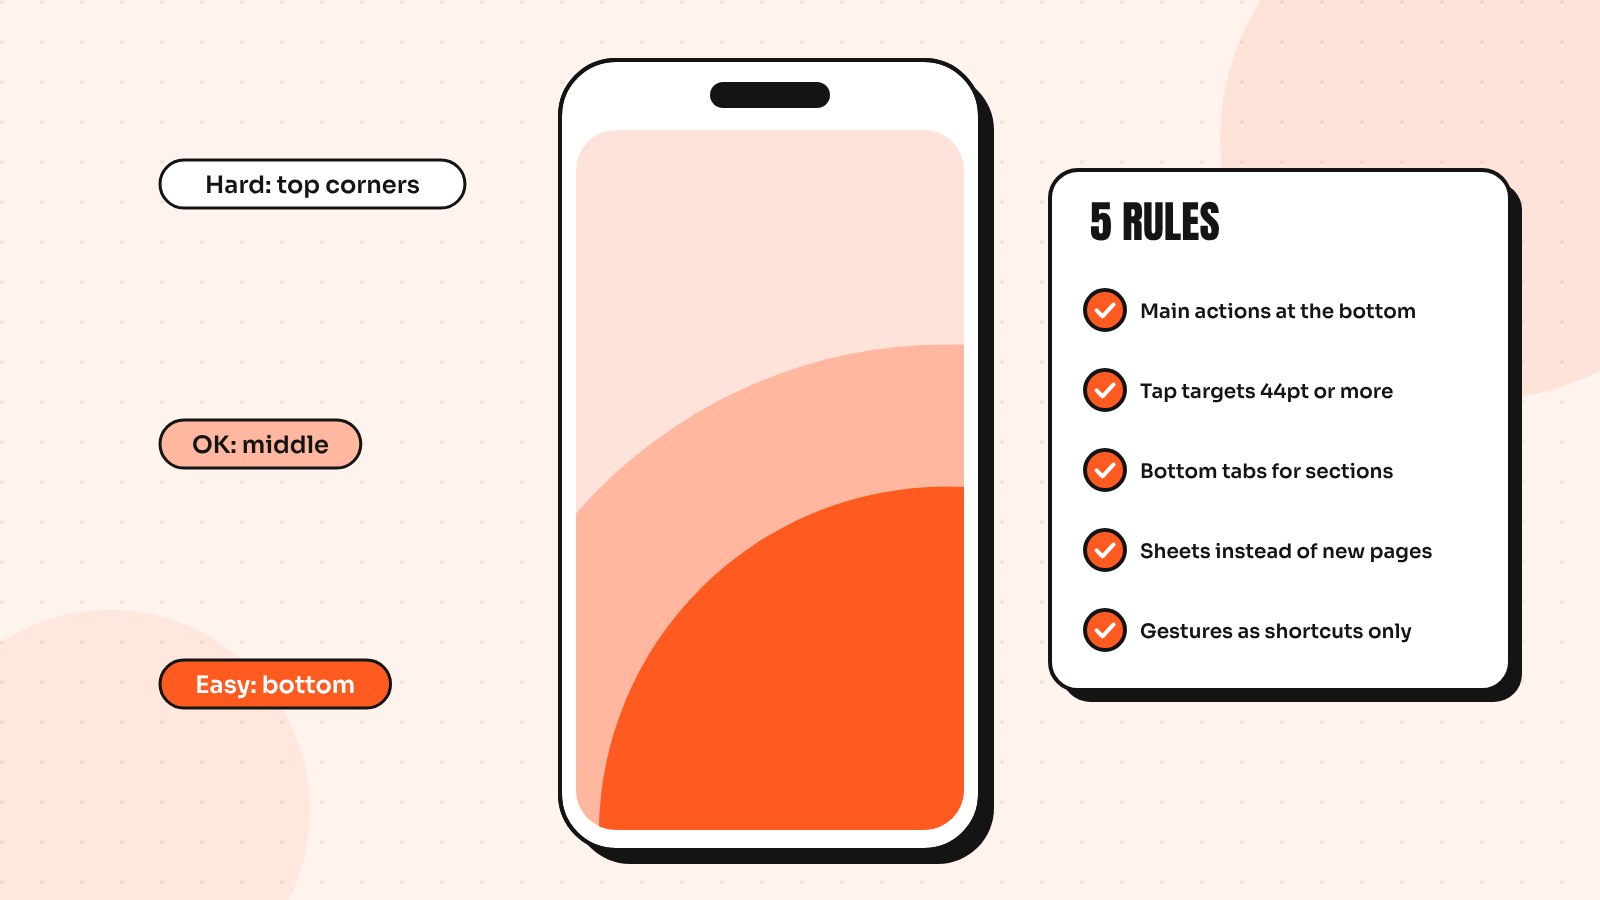 Hard: top corners
OK: middle
Easy: bottom
5 RULES
Main actions at the bottom
Tap targets 44pt or more
Bottom tabs for sections
Sheets instead of new pages
Gestures as shortcuts only